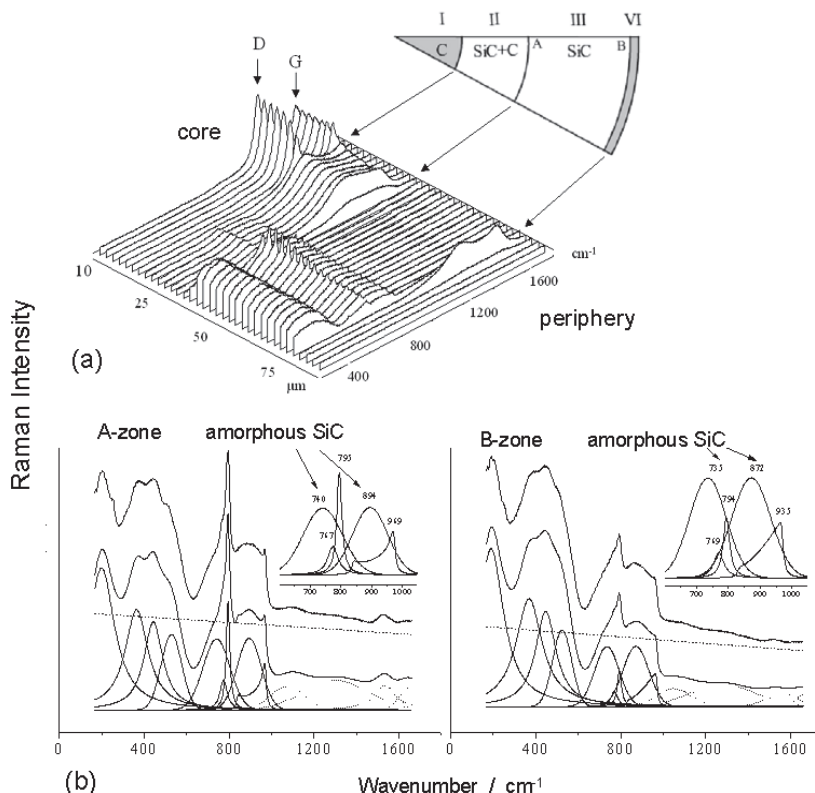 I II III VI
D G C SiC+C A SiC B
core
cm⁻¹
10 1600
25 1200
50 800
75 400
µm
periphery
(a)
Raman Intensity
A-zone amorphous SiC
795
740 894
767 969
700 800 900 1000
B-zone amorphous SiC
735 872
794
769 935
700 800 900 1000
0 400 800 1200 1600
0 400 800 1200 1600
(b) Wavenumber / cm⁻¹